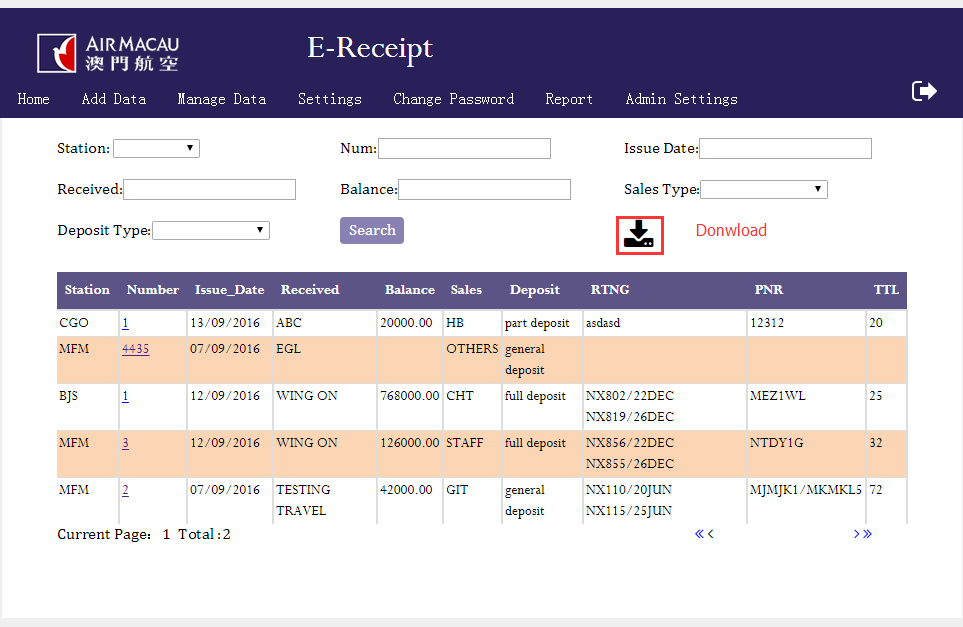 AIR MACAU
澳門航空
E-Receipt
Home Add Data Manage Data Settings Change Password Report Admin Settings
Station: Num: Issue Date:
Received: Balance: Sales Type:
Deposit Type: Search Donwload
Station Number Issue_Date Received Balance Sales Deposit RTNG PNR TTL
CGO 1 13/09/2016 ABC 20000.00 HB part deposit asdasd 12312 20
MFM 4435 07/09/2016 EGL OTHERS general
deposit
BJS 1 12/09/2016 WING ON 768000.00 CHT full deposit NX802/22DEC MEZ1WL 25
NX819/26DEC
MFM 3 12/09/2016 WING ON 126000.00 STAFF full deposit NX856/22DEC NTDY1G 32
NX855/26DEC
MFM 2 07/09/2016 TESTING 42000.00 GIT general NX110/20JUN MJMJK1/MKMKL5 72
TRAVEL deposit NX115/25JUN
Current Page： 1 Total:2 « < > »